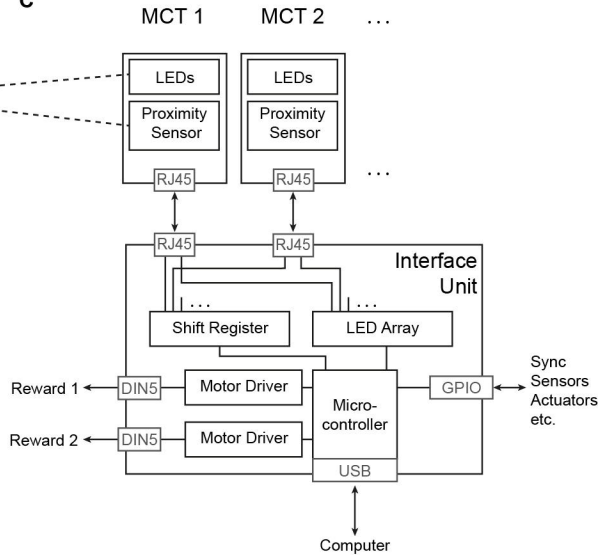 C
MCT 1 MCT 2 ...
LEDs LEDs
Proximity
Sensor
Proximity
Sensor
RJ45 RJ45 ...
RJ45 RJ45
Interface
Unit
... ...
Shift Register LED Array
Reward 1 DIN5 Motor Driver
Micro-
controller
GPIO
Sync
Sensors
Actuators
etc.
Reward 2 DIN5 Motor Driver
USB
Computer